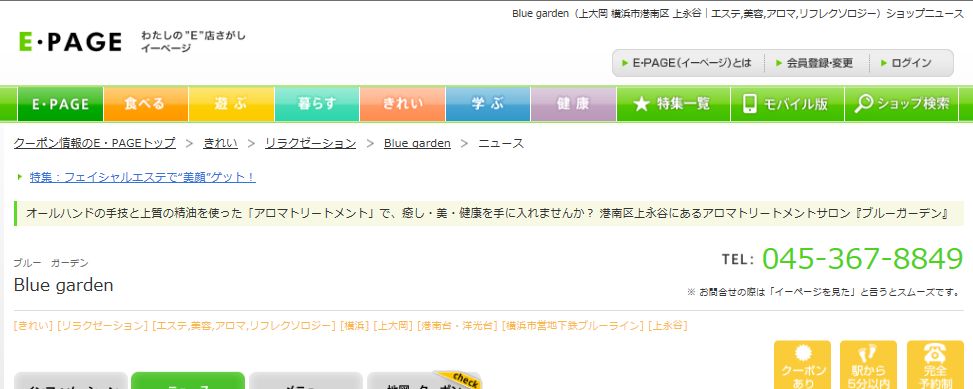 Blue garden（上大岡 横浜市港南区 上永谷｜エステ,美容,アロマ,リフレクソロジー）ショップニュース
E・PAGE
わたしの"E"店さがし
イーページ
E-PAGE（イーページ）とは 会員登録・変更 ログイン
E・PAGE 食べる 遊ぶ 暮らす きれい 学ぶ 健康 特集一覧 モバイル版 ショップ検索
クーポン情報のE・PAGEトップ > きれい > リラクゼーション > Blue garden > ニュース
特集：フェイシャルエステで“美顔”ゲット！
オールハンドの手技と上質の精油を使った「アロマトリートメント」で、癒し・美・健康を手に入れませんか？ 港南区上永谷にあるアロマトリートメントサロン『ブルーガーデン』
TEL: 045-367-8849
ブルー　ガーデン
Blue garden
※ お問合せの際は「イーページを見た」と言うとスムーズです。
[きれい] [リラクゼーション] [エステ,美容,アロマ,リフレクソロジー] [横浜] [上大岡] [港南台・洋光台] [横浜市営地下鉄ブルーライン] [上永谷]
クーポン
あり
駅から
5分以内
完全
予約制
check